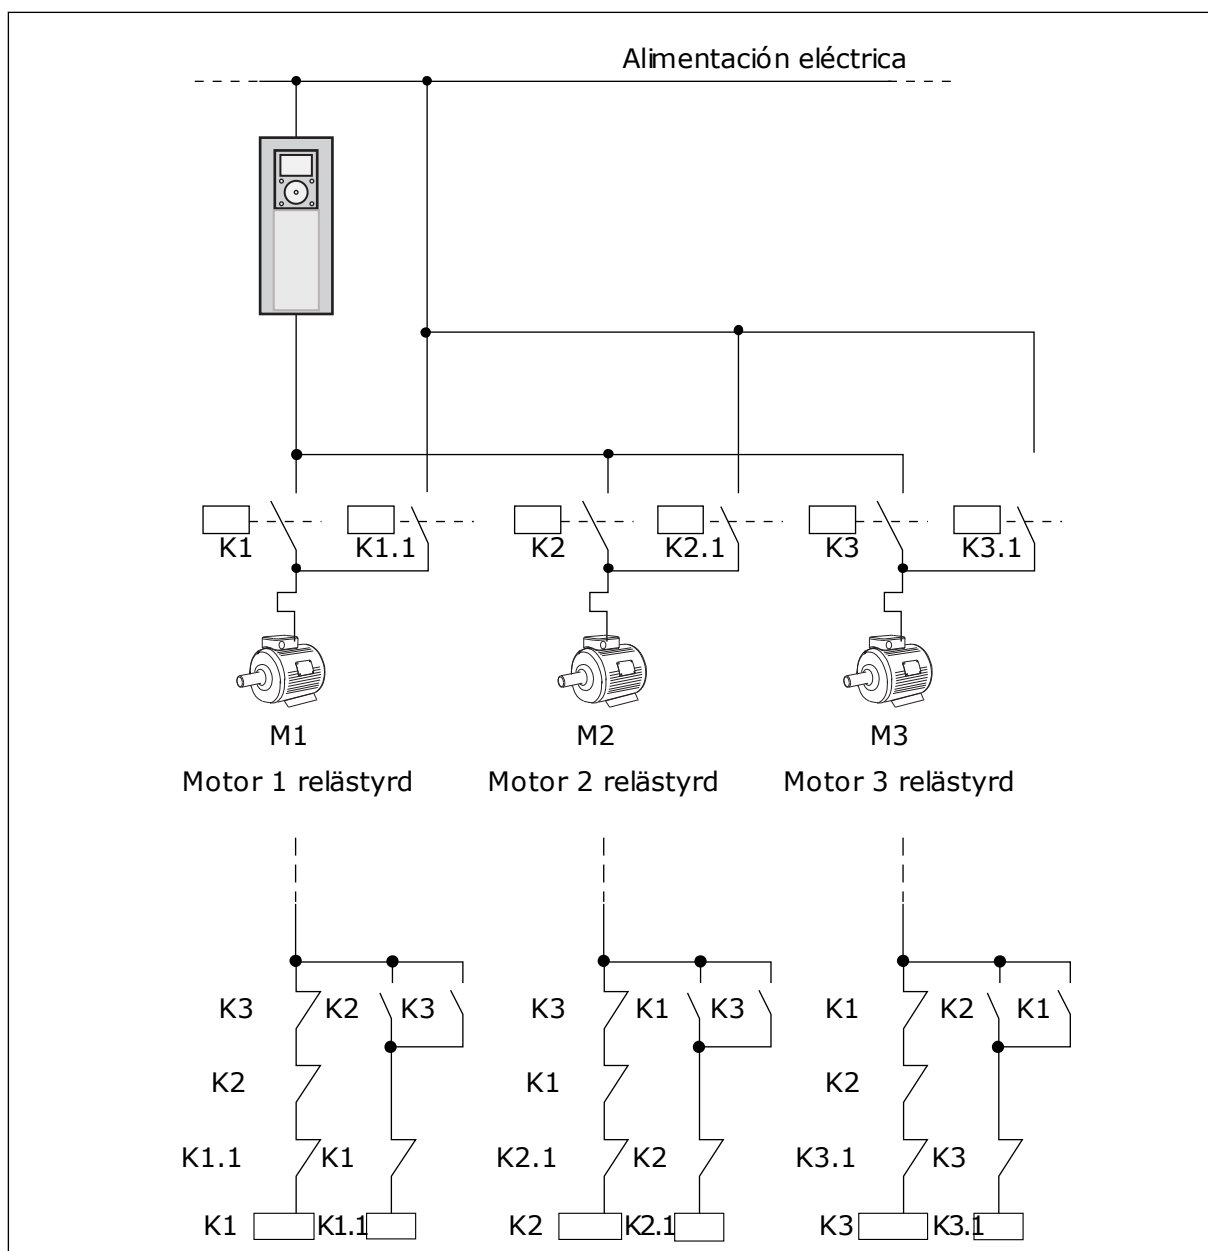 Alimentación eléctrica
K1 K1.1 K2 K2.1 K3 K3.1
M1 M2 M3
Motor 1 relästyrd Motor 2 relästyrd Motor 3 relästyrd
K3 K2 K3 K3 K1 K3 K1 K2 K1
K2 K1 K2
K1.1 K1 K2.1 K2 K3.1 K3
K1 K1.1 K2 K2.1 K3 K3.1